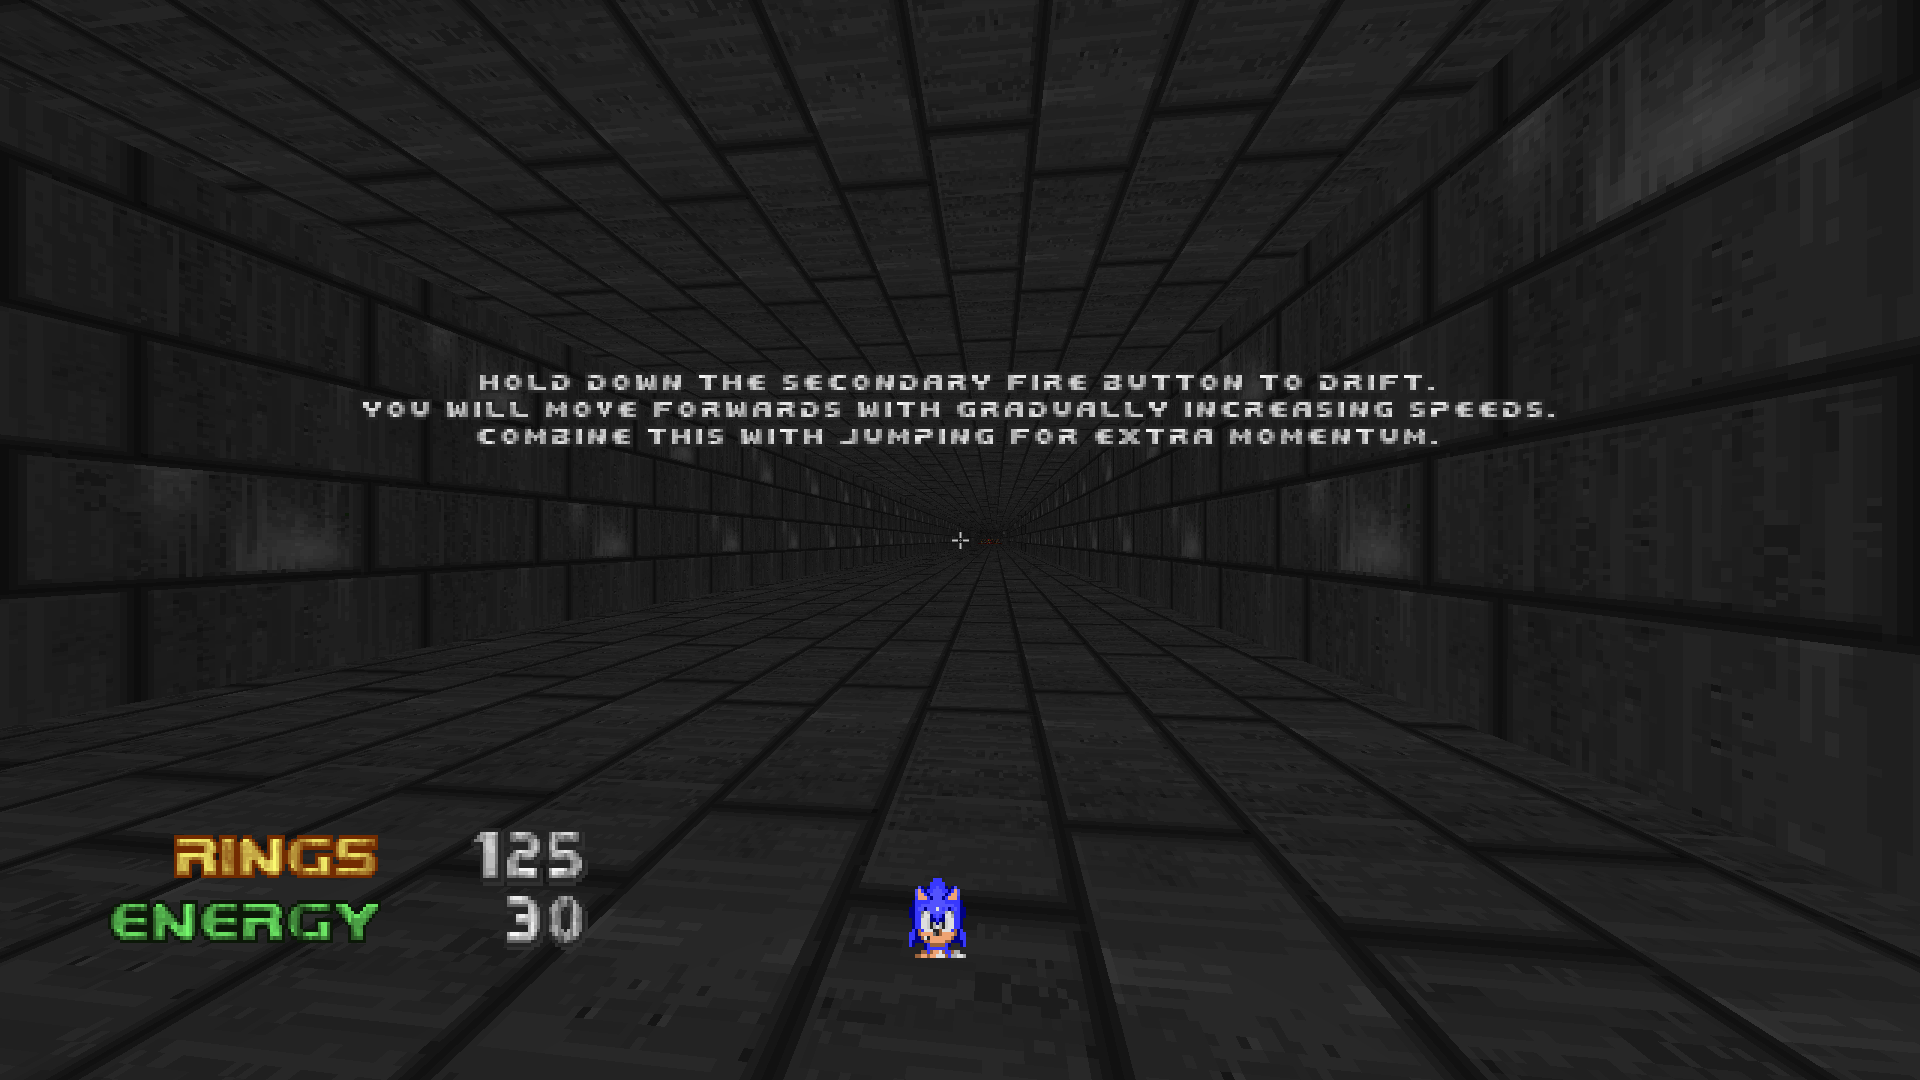 HOLD DOWN THE SECONDARY FIRE BUTTON TO DRIFT.
YOU WILL MOVE FORWARDS WITH GRADUALLY INCREASING SPEEDS.
COMBINE THIS WITH JUMPING FOR EXTRA MOMENTUM.
RINGS 125
ENERGY 30